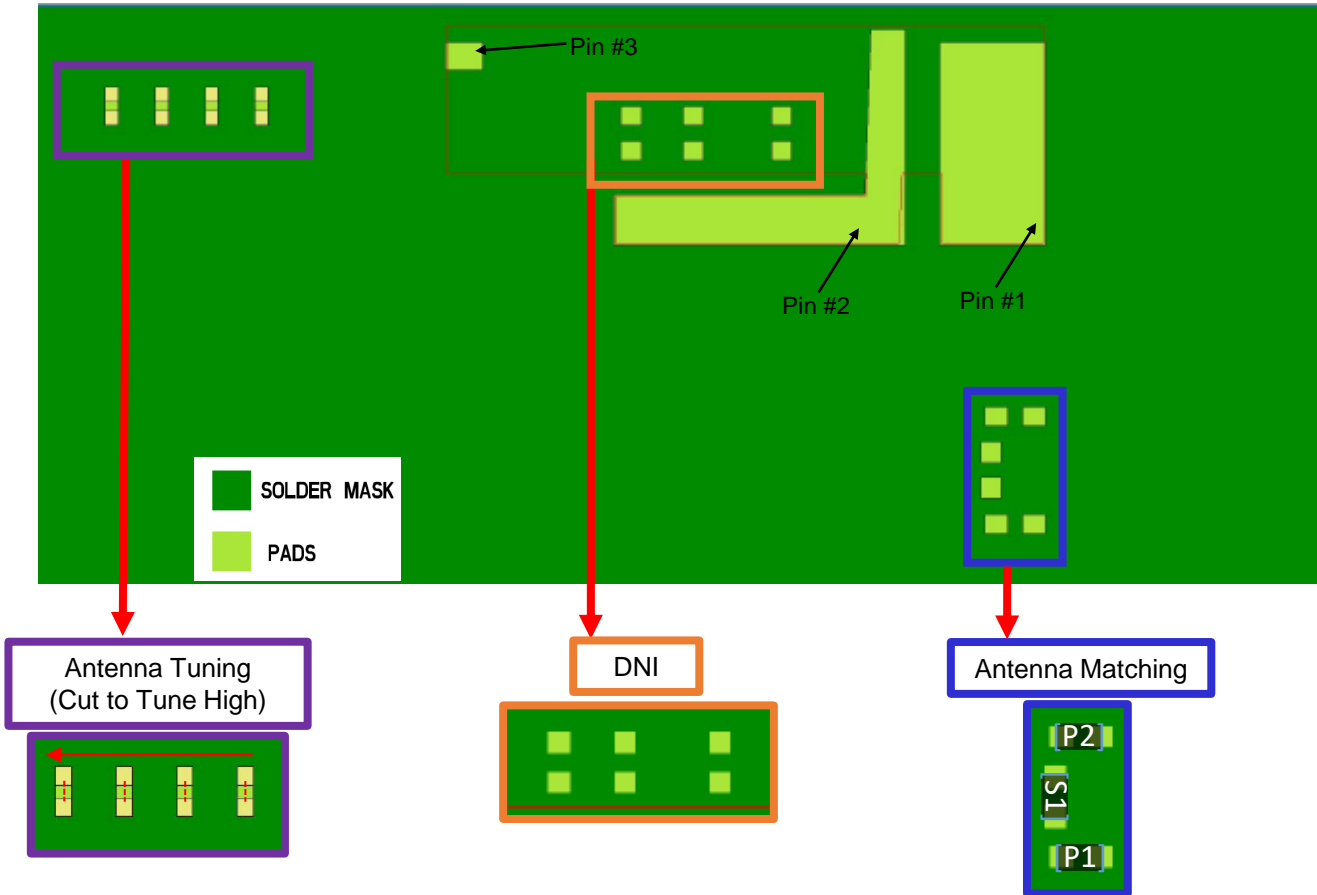 Pin #3
Pin #2
Pin #1
SOLDER MASK
PADS
Antenna Tuning
(Cut to Tune High)
DNI
Antenna Matching
P2
S1
P1